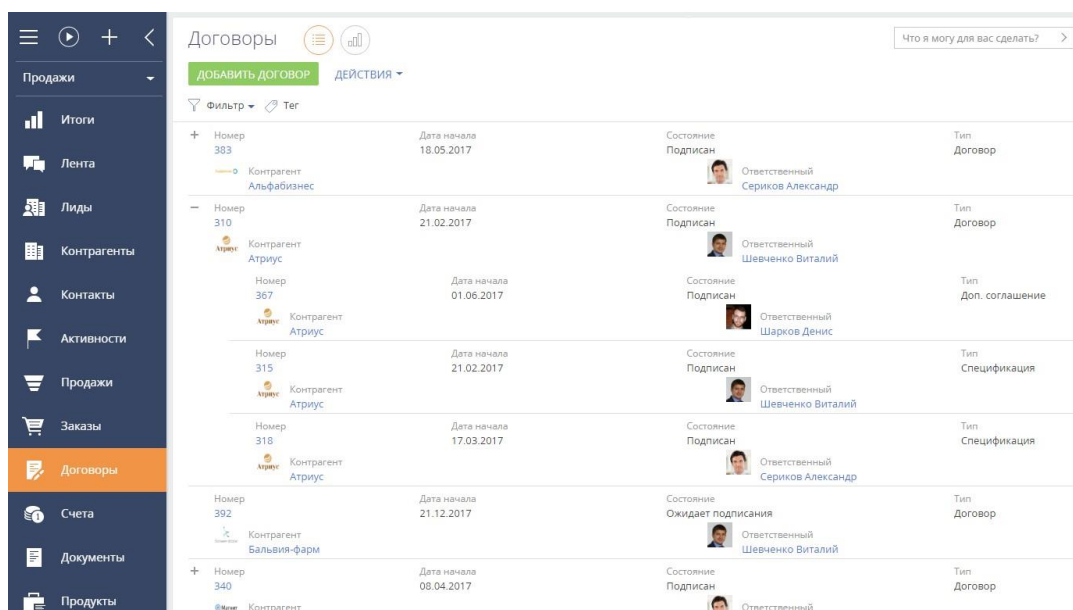 Договоры
Что я могу для вас сделать?
Продажи
ДОБАВИТЬ ДОГОВОР ДЕЙСТВИЯ
Фильтр Тег
Итоги
Лента
Лиды
Контрагенты
Контакты
Активности
Продажи
Заказы
Договоры
Счета
Документы
Продукты
Номер Дата начала Состояние Тип
383 18.05.2017 Подписан Договор
Контрагент Ответственный
Альфабизнес Сериков Александр
Номер Дата начала Состояние Тип
310 21.02.2017 Подписан Договор
Атриус Контрагент Ответственный
Атриус Шевченко Виталий
Номер Дата начала Состояние Тип
367 01.06.2017 Подписан Доп. соглашение
Атриус Контрагент Ответственный
Атриус Шарков Денис
Номер Дата начала Состояние Тип
315 21.02.2017 Подписан Спецификация
Атриус Контрагент Ответственный
Атриус Шевченко Виталий
Номер Дата начала Состояние Тип
318 17.03.2017 Подписан Спецификация
Атриус Контрагент Ответственный
Атриус Сериков Александр
Номер Дата начала Состояние Тип
392 21.12.2017 Ожидает подписания Договор
Контрагент Ответственный
Бальвия-фарм Шевченко Виталий
Номер Дата начала Состояние Тип
340 08.04.2017 Подписан Договор
Контрагент Ответственный